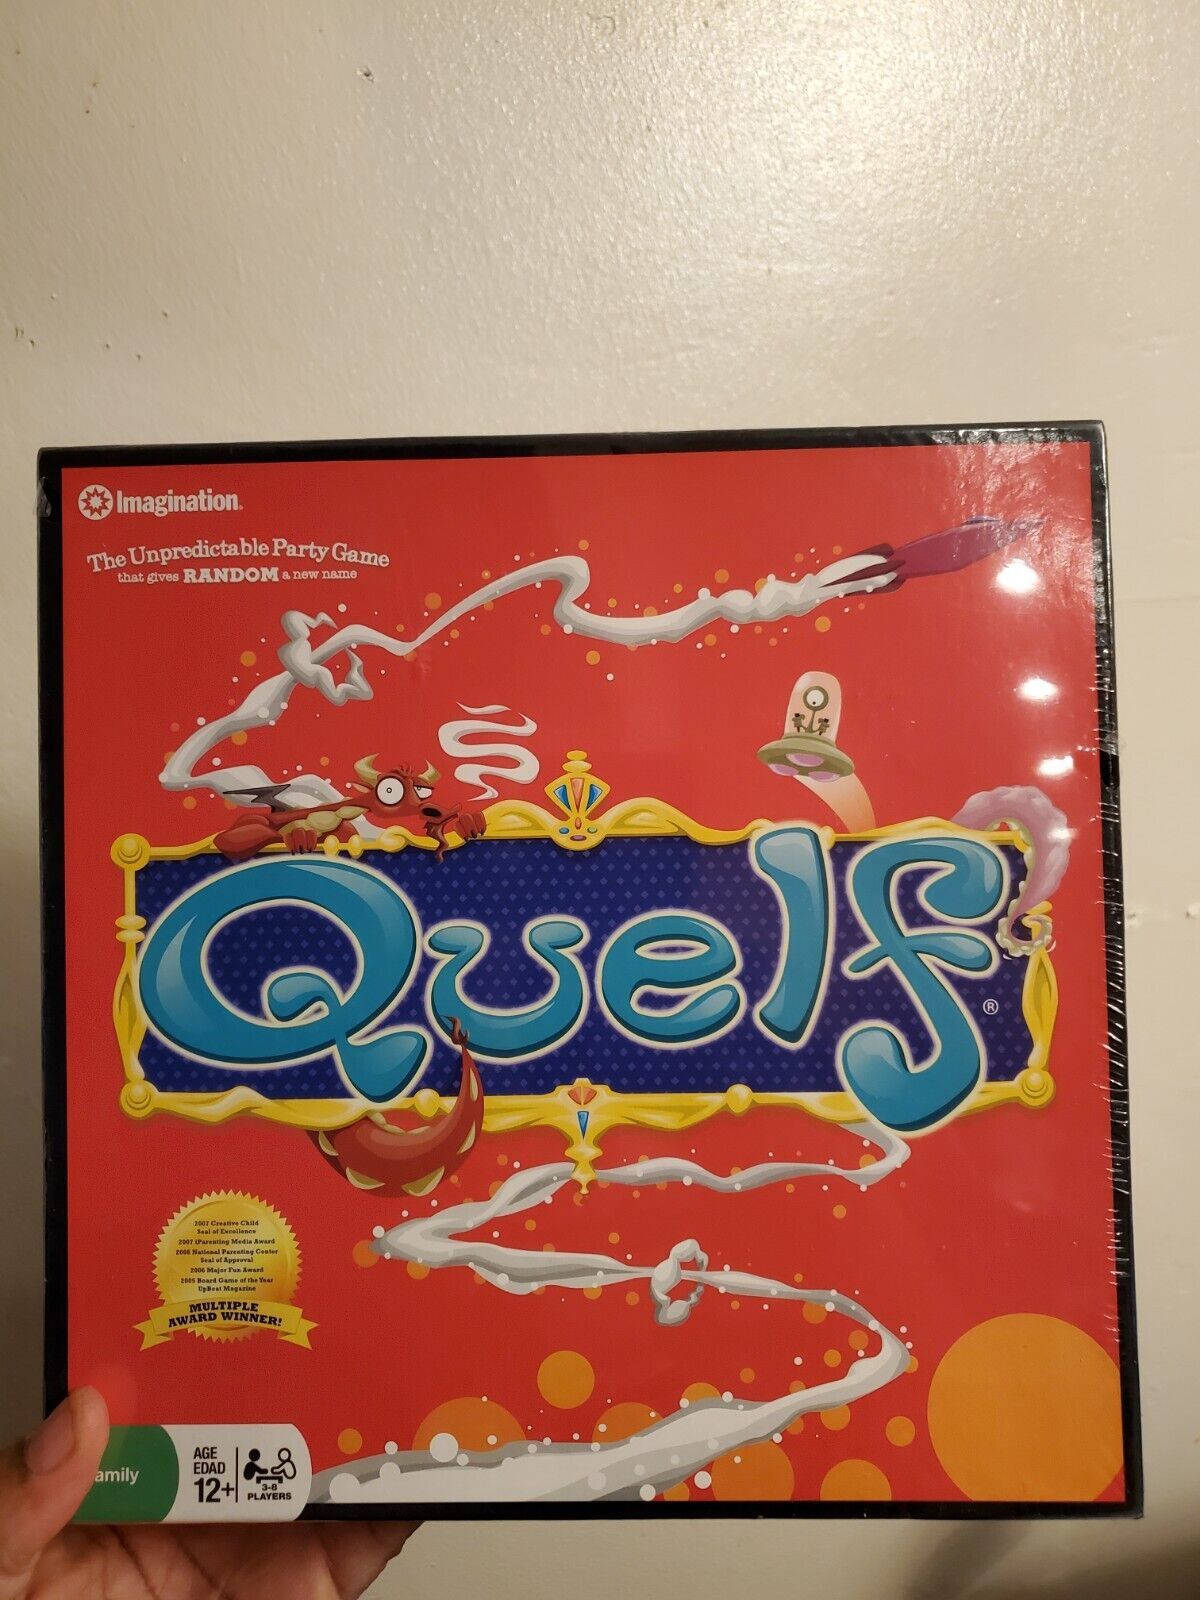 Imagination
The Unpredictable Party Game
that gives RANDOM a new name
Quelf®
2007 Creative Child
Seal of Excellence
2007 iParenting Media Award
2006 National Parenting Center
Seal of Approval
2006 Major Fun Award
2005 Board Game of the Year
UpBeat Magazine
MULTIPLE
AWARD WINNER!
amily
AGE
EDAD
12+
3-8
PLAYERS